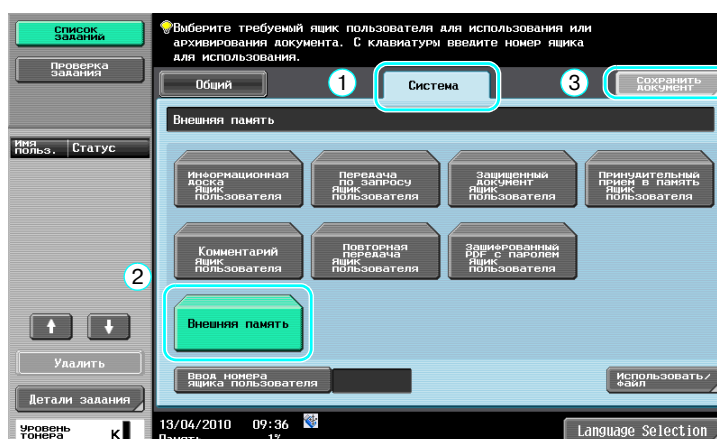 Список
заданий
Проверка
задания
Имя
польз.
Статус
Удалить
Детали задания
Уровень
тонера
K
Выберите требуемый ящик пользователя для использования или
архивирования документа. С клавиатуры введите номер ящика
для использования.
Общий
1
Система
3
Сохранить
документ
Внешняя память
Информационная
доска
Ящик
пользователя
Передача
по запросу
Ящик
пользователя
Защищенный
документ
Ящик
пользователя
Принудительный
прием в память
Ящик
пользователя
Комментарий
Ящик
пользователя
Повторная
передача
Ящик
пользователя
Зашифрованный
PDF с паролем
Ящик
пользователя
2
Внешняя память
Ввод номера
ящика пользователя
Использовать/
файл
13/04/2010 09:36
Память 1%
Language Selection